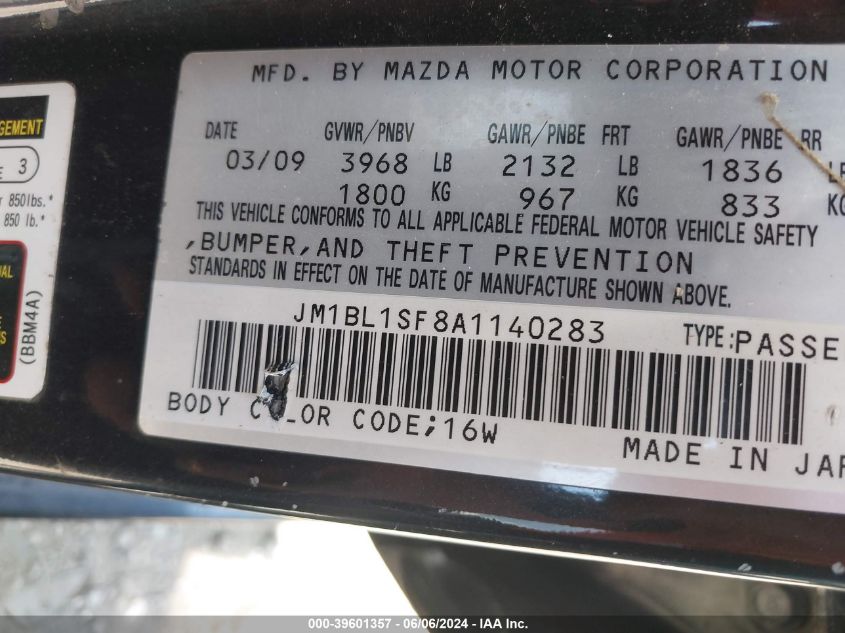 MFD. BY MAZDA MOTOR CORPORATION
DATE GVWR/PNBV GAWR/PNBE FRT GAWR/PNBE RR
03/09 3968 LB 2132 LB 1836
1800 KG 967 KG 833 KG
THIS VEHICLE CONFORMS TO ALL APPLICABLE FEDERAL MOTOR VEHICLE SAFETY
,BUMPER,AND THEFT PREVENTION
STANDARDS IN EFFECT ON THE DATE OF MANUFACTURE SHOWN ABOVE.
JM1BL1SF8A1140283 TYPE:PASSE
BODY C LOR CODE;16W
MADE IN JAP
GEMENT
E 3
r 850lbs.*
850 lb.*
(BBM4A)
000-39601357 - 06/06/2024 - IAA Inc.